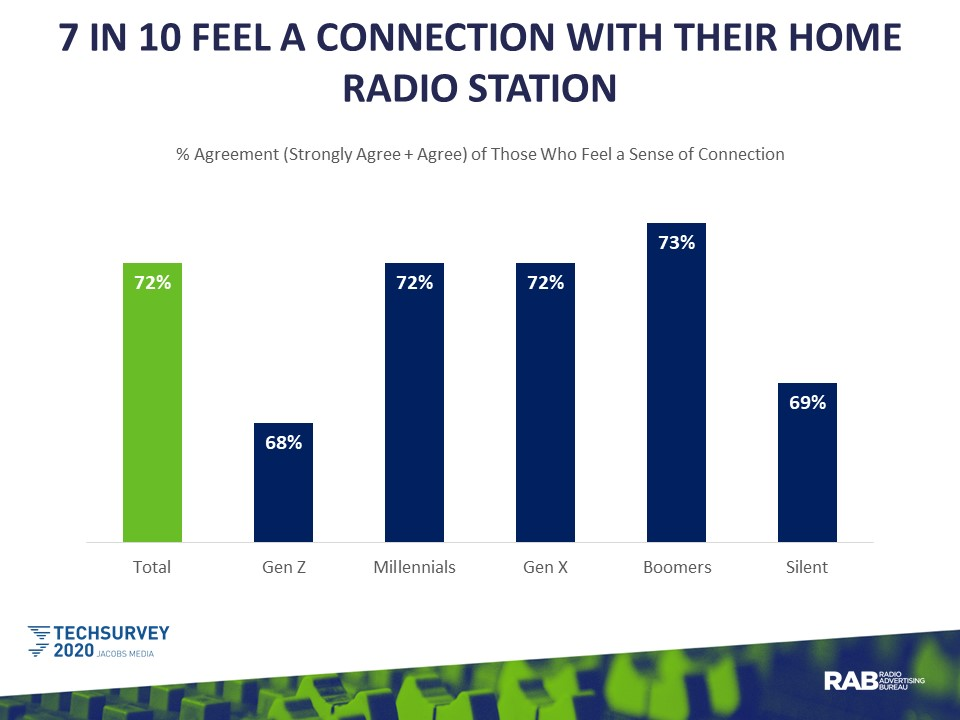 7 IN 10 FEEL A CONNECTION WITH THEIR HOME
RADIO STATION
% Agreement (Strongly Agree + Agree) of Those Who Feel a Sense of Connection
72%
68%
72%
72%
73%
69%
Total
Gen Z
Millennials
Gen X
Boomers
Silent
TECHSURVEY
2020 JACOBS MEDIA
RAB RADIO
ADVERTISING
BUREAU